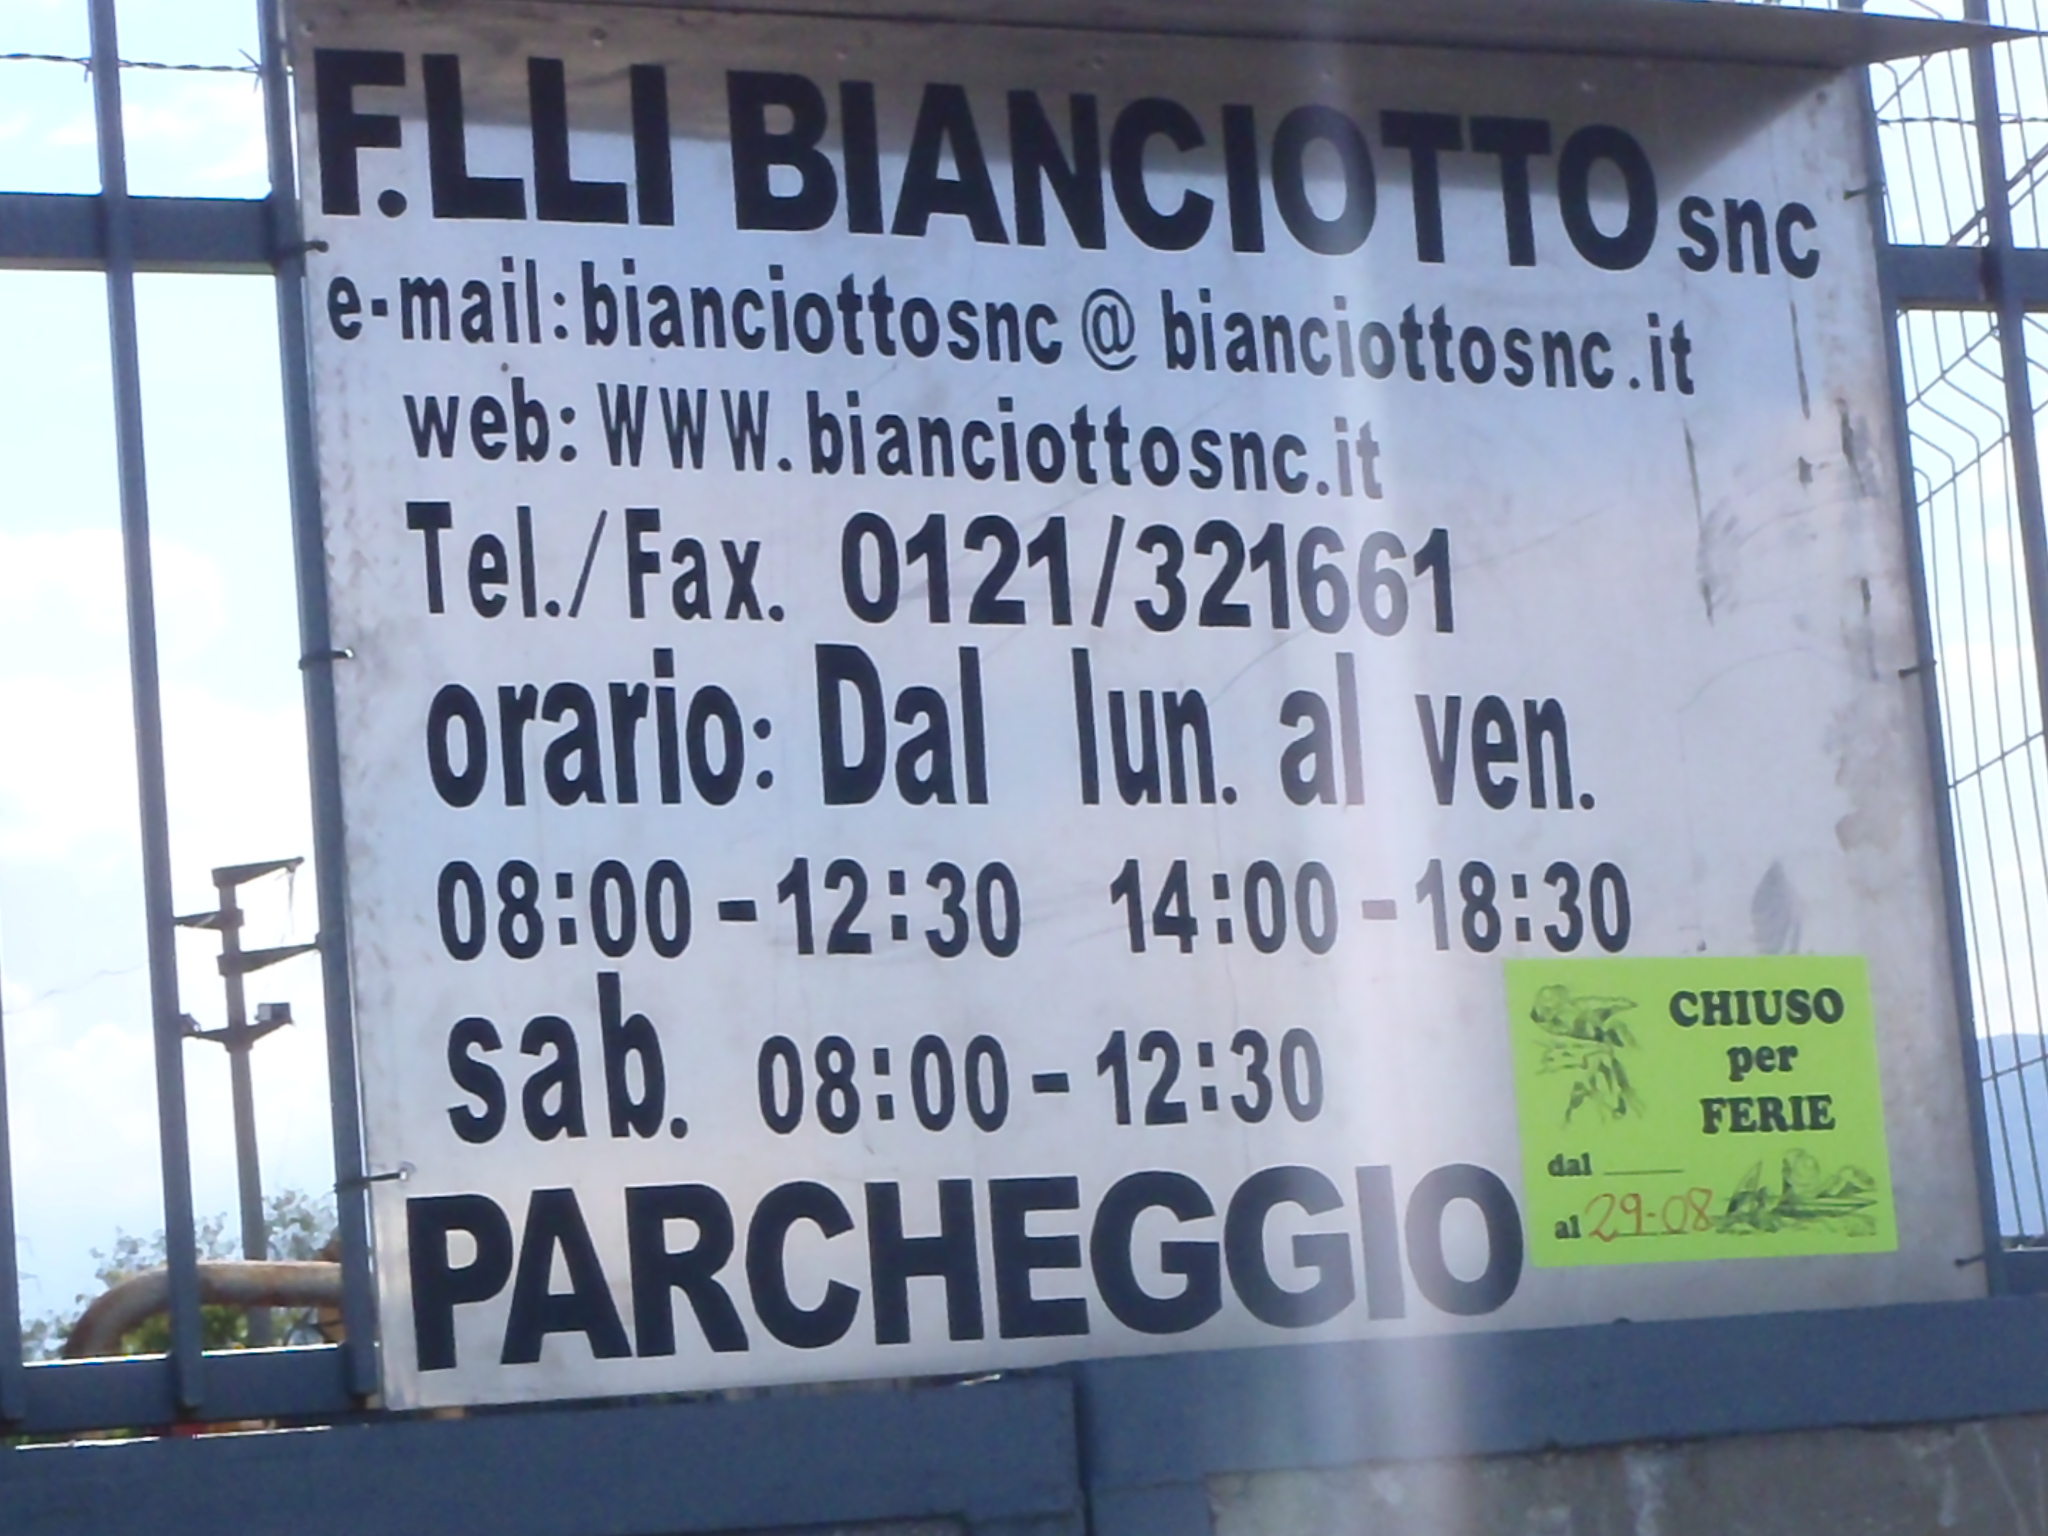 F.LLI BIANCIOTTO snc
e-mail: bianciottosnc @ bianciottosnc.it
web: WWW.bianciottosnc.it
Tel./Fax. 0121/321661
orario: Dal lun. al ven.
08:00 - 12:30 14:00 - 18:30
sab. 08:00 - 12:30
PARCHEGGIO
CHIUSO
per
FERIE
dal ______
al 29-08